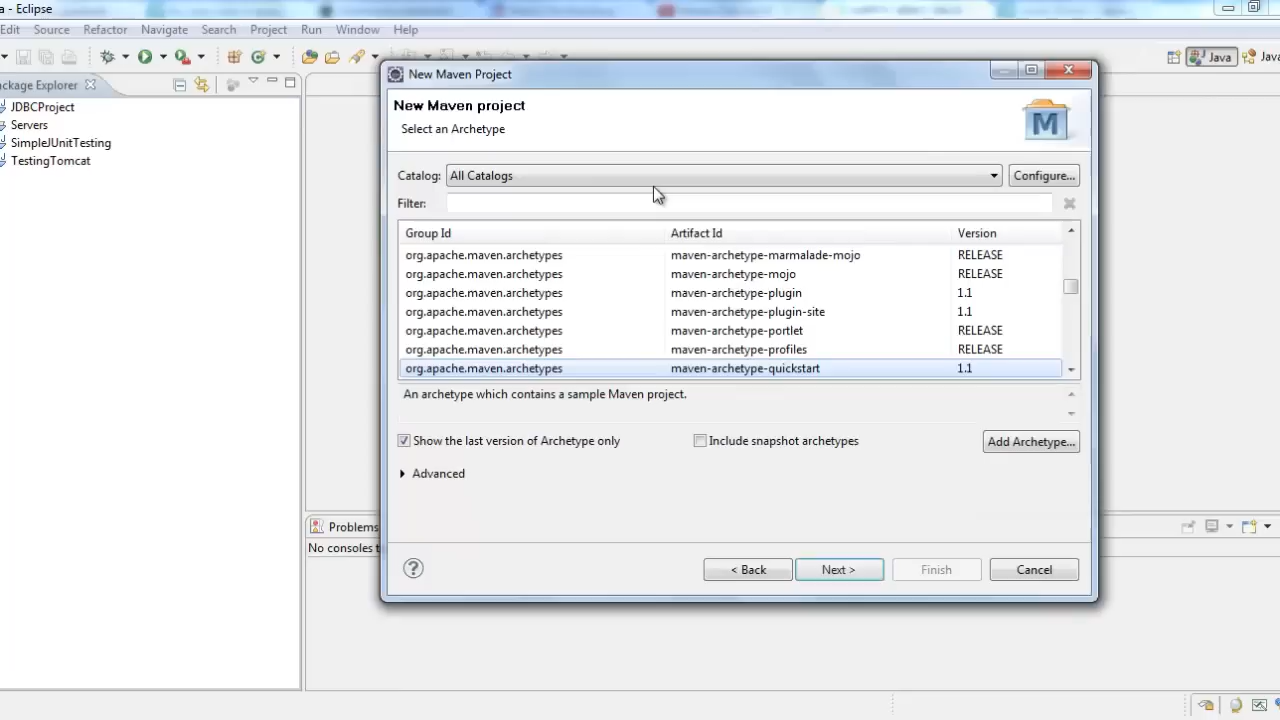 a - Eclipse
Edit Source Refactor Navigate Search Project Run Window Help
Java Java
Package Explorer
JDBCProject
Servers
SimpleJUnitTesting
TestingTomcat
New Maven Project
New Maven project
Select an Archetype
M
Catalog: All Catalogs Configure...
Filter:
Group Id Artifact Id Version
org.apache.maven.archetypes maven-archetype-marmalade-mojo RELEASE
org.apache.maven.archetypes maven-archetype-mojo RELEASE
org.apache.maven.archetypes maven-archetype-plugin 1.1
org.apache.maven.archetypes maven-archetype-plugin-site 1.1
org.apache.maven.archetypes maven-archetype-portlet RELEASE
org.apache.maven.archetypes maven-archetype-profiles RELEASE
org.apache.maven.archetypes maven-archetype-quickstart 1.1
An archetype which contains a sample Maven project.
Show the last version of Archetype only Include snapshot archetypes Add Archetype...
Advanced
Problems
No consoles t
? < Back Next > Finish Cancel